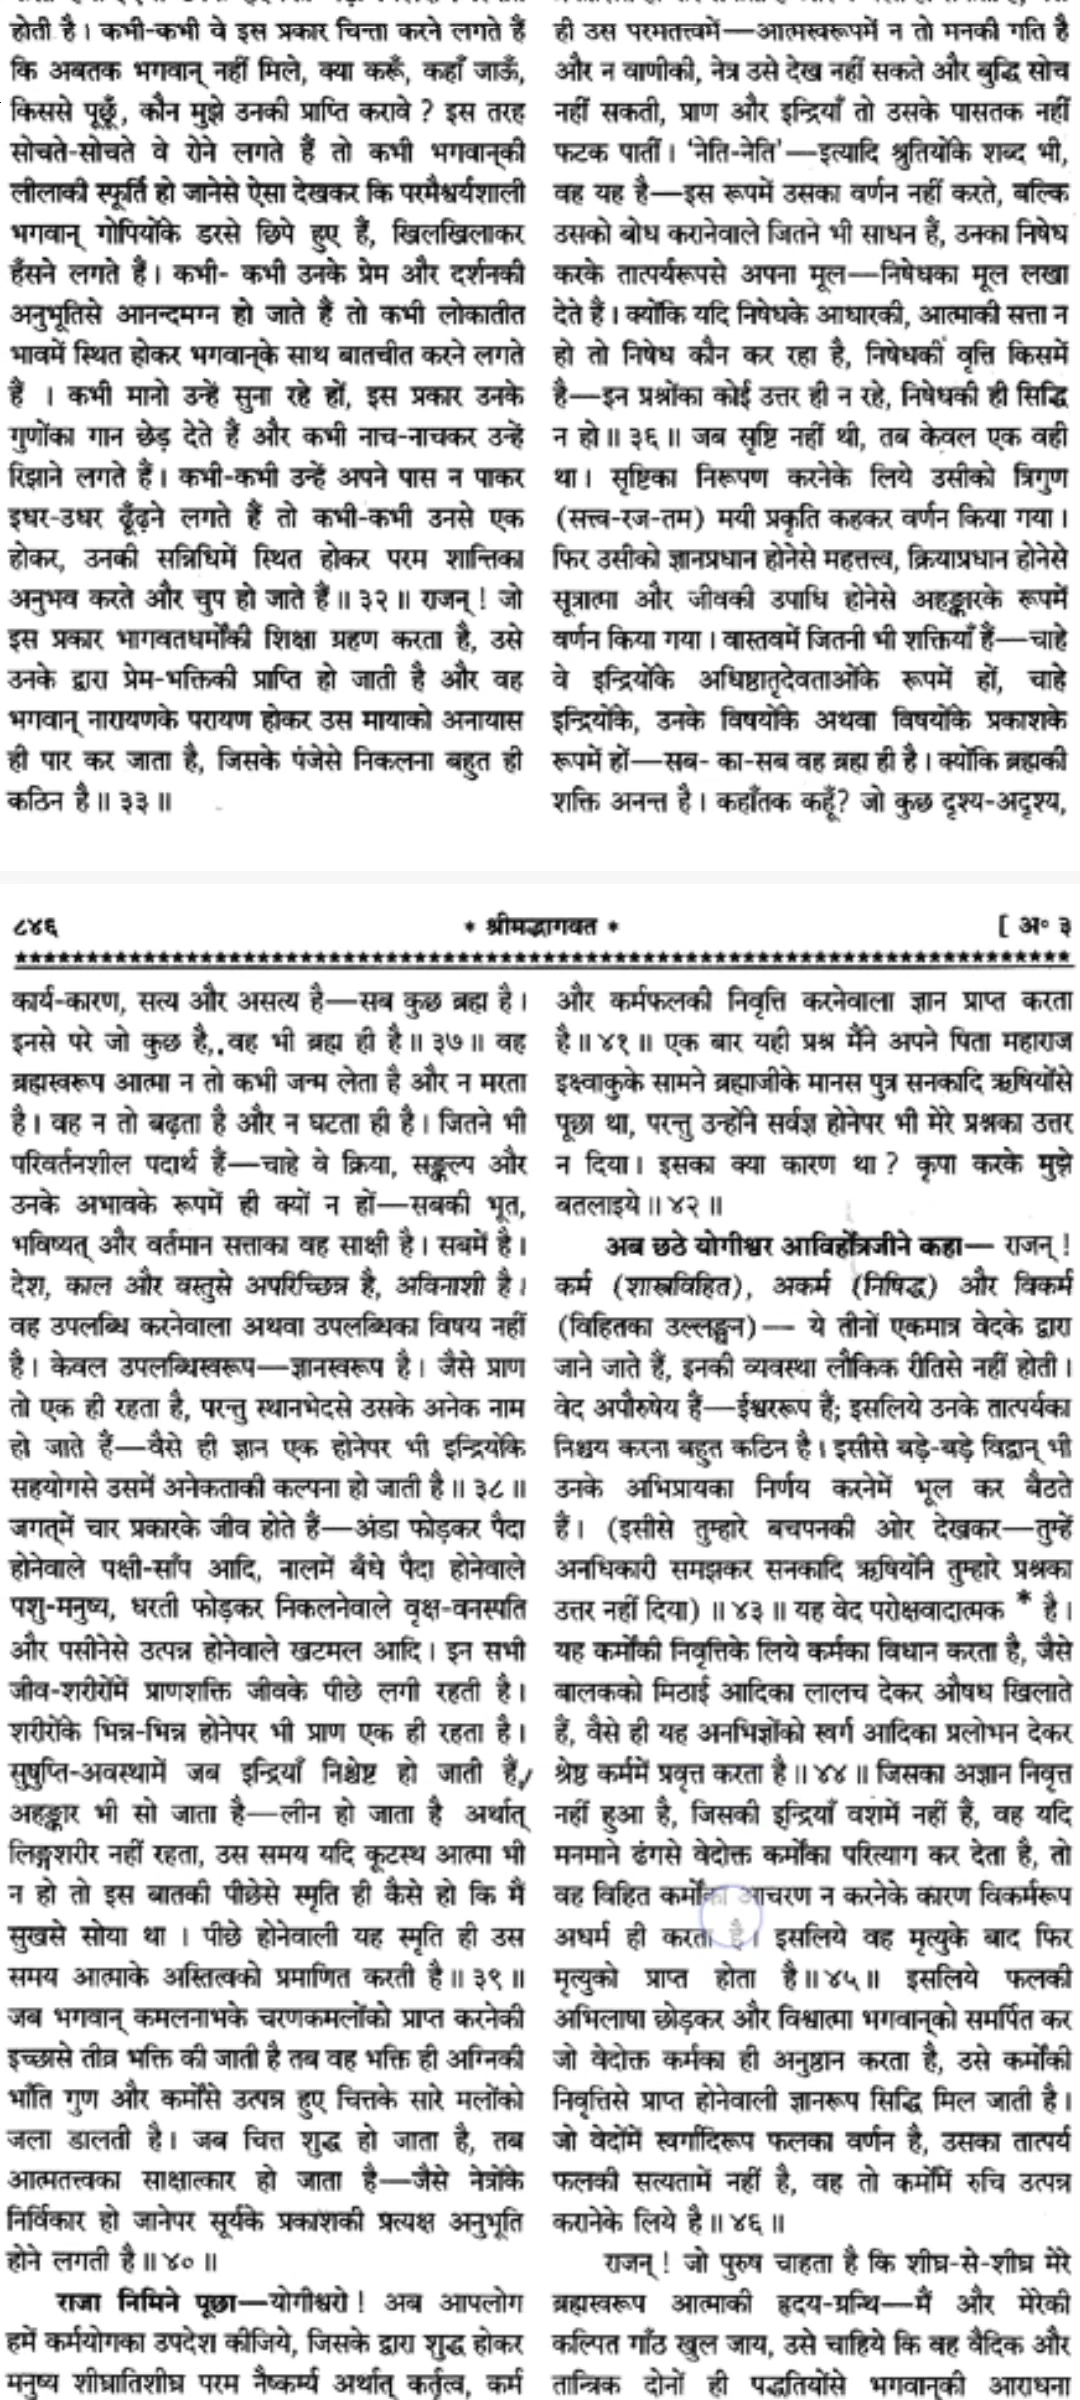 होती है। कभी-कभी वे इस प्रकार चिन्ता करने लगते हैं
कि अबतक भगवान् नहीं मिले, क्या करूँ, कहाँ जाऊँ,
किससे पूछूँ, कौन मुझे उनकी प्राप्ति करावे ? इस तरह
सोचते-सोचते वे रोने लगते हैं तो कभी भगवान्‌की
लीलाकी स्फूर्ति हो जानेसे ऐसा देखकर कि परमैश्वर्यशाली
भगवान् गोपियोंके डरसे छिपे हुए हैं, खिलखिलाकर
हँसने लगते हैं। कभी- कभी उनके प्रेम और दर्शनकी
अनुभूतिसे आनन्दमग्न हो जाते हैं तो कभी लोकातीत
भावमें स्थित होकर भगवान्‌के साथ बातचीत करने लगते
हैं । कभी मानो उन्हें सुना रहे हों, इस प्रकार उनके
गुणोंका गान छेड़ देते हैं और कभी नाच-नाचकर उन्हें
रिझाने लगते हैं। कभी-कभी उन्हें अपने पास न पाकर
इधर-उधर ढूँढ़ने लगते हैं तो कभी-कभी उनसे एक
होकर, उनकी सन्निधिमें स्थित होकर परम शान्तिका
अनुभव करते और चुप हो जाते हैं॥ ३२॥ राजन्! जो
इस प्रकार भागवतधर्मोंकी शिक्षा ग्रहण करता है, उसे
उनके द्वारा प्रेम-भक्तिकी प्राप्ति हो जाती है और वह
भगवान् नारायणके परायण होकर उस मायाको अनायास
ही पार कर जाता है, जिसके पंजेसे निकलना बहुत ही
कठिन है॥ ३३॥
ही उस परमतत्त्वमें—आत्मस्वरूपमें न तो मनकी गति है
और न वाणीकी, नेत्र उसे देख नहीं सकते और बुद्धि सोच
नहीं सकती, प्राण और इन्द्रियाँ तो उसके पासतक नहीं
फटक पातीं। ‘नेति-नेति’—इत्यादि श्रुतियोंके शब्द भी,
वह यह है—इस रूपमें उसका वर्णन नहीं करते, बल्कि
उसको बोध करानेवाले जितने भी साधन हैं, उनका निषेध
करके तात्पर्यरूपसे अपना मूल—निषेधका मूल लखा
देते हैं। क्योंकि यदि निषेधके आधारकी, आत्माकी सत्ता न
हो तो निषेध कौन कर रहा है, निषेधकी वृत्ति किसमें
है—इन प्रश्नोंका कोई उत्तर ही न रहे, निषेधकी ही सिद्धि
न हो॥ ३६॥ जब सृष्टि नहीं थी, तब केवल एक वही
था। सृष्टिका निरूपण करनेके लिये उसीको त्रिगुण
(सत्त्व-रज-तम) मयी प्रकृति कहकर वर्णन किया गया।
फिर उसीको ज्ञानप्रधान होनेसे महत्तत्त्व, क्रियाप्रधान होनेसे
सूत्रात्मा और जीवकी उपाधि होनेसे अहङ्कारके रूपमें
वर्णन किया गया। वास्तवमें जितनी भी शक्तियाँ हैं—चाहे
वे इन्द्रियोंके अधिष्ठातृदेवताओंके रूपमें हों, चाहे
इन्द्रियोंके, उनके विषयोंके अथवा विषयोंके प्रकाशके
रूपमें हों—सब- का-सब वह ब्रह्म ही है। क्योंकि ब्रह्मकी
शक्ति अनन्त है। कहाँतक कहूँ? जो कुछ दृश्य-अदृश्य,
८४६ * श्रीमद्भागवत * [ अ॰ ३
कार्य-कारण, सत्य और असत्य है—सब कुछ ब्रह्म है।
इनसे परे जो कुछ है, वह भी ब्रह्म ही है॥ ३७॥ वह
ब्रह्मस्वरूप आत्मा न तो कभी जन्म लेता है और न मरता
है। वह न तो बढ़ता है और न घटता ही है। जितने भी
परिवर्तनशील पदार्थ हैं—चाहे वे क्रिया, सङ्कल्प और
उनके अभावके रूपमें ही क्यों न हों—सबकी भूत,
भविष्यत् और वर्तमान सत्ताका वह साक्षी है। सबमें है।
देश, काल और वस्तुसे अपरिच्छिन्न है, अविनाशी है।
वह उपलब्धि करनेवाला अथवा उपलब्धिका विषय नहीं
है। केवल उपलब्धिस्वरूप—ज्ञानस्वरूप है। जैसे प्राण
तो एक ही रहता है, परन्तु स्थानभेदसे उसके अनेक नाम
हो जाते हैं—वैसे ही ज्ञान एक होनेपर भी इन्द्रियोंके
सहयोगसे उसमें अनेकताकी कल्पना हो जाती है॥ ३८॥
जगत्‌में चार प्रकारके जीव होते हैं—अंडा फोड़कर पैदा
होनेवाले पक्षी-साँप आदि, नालमें बँधे पैदा होनेवाले
पशु-मनुष्य, धरती फोड़कर निकलनेवाले वृक्ष-वनस्पति
और पसीनेसे उत्पन्न होनेवाले खटमल आदि। इन सभी
जीव-शरीरोंमें प्राणशक्ति जीवके पीछे लगी रहती है।
शरीरोंके भिन्न-भिन्न होनेपर भी प्राण एक ही रहता है।
सुषुप्ति-अवस्थामें जब इन्द्रियाँ निश्चेष्ट हो जाती हैं,
अहङ्कार भी सो जाता है—लीन हो जाता है अर्थात्
लिङ्गशरीर नहीं रहता, उस समय यदि कूटस्थ आत्मा भी
न हो तो इस बातकी पीछेसे स्मृति ही कैसे हो कि मैं
सुखसे सोया था । पीछे होनेवाली यह स्मृति ही उस
समय आत्माके अस्तित्वको प्रमाणित करती है॥ ३९॥
जब भगवान् कमलनाभके चरणकमलोंको प्राप्त करनेकी
इच्छासे तीव्र भक्ति की जाती है तब वह भक्ति ही अग्निकी
भाँति गुण और कर्मोंसे उत्पन्न हुए चित्तके सारे मलोंको
जला डालती है। जब चित्त शुद्ध हो जाता है, तब
आत्मतत्त्वका साक्षात्कार हो जाता है—जैसे नेत्रोंके
निर्विकार हो जानेपर सूर्यके प्रकाशकी प्रत्यक्ष अनुभूति
होने लगती है॥ ४०॥
राजा निमिने पूछा—योगीश्वरो! अब आपलोग
हमें कर्मयोगका उपदेश कीजिये, जिसके द्वारा शुद्ध होकर
मनुष्य शीघ्रातिशीघ्र परम नैष्कर्म्य अर्थात् कर्तृत्व, कर्म
और कर्मफलकी निवृत्ति करनेवाला ज्ञान प्राप्त करता
है॥ ४१॥ एक बार यही प्रश्न मैंने अपने पिता महाराज
इक्ष्वाकुके सामने ब्रह्माजीके मानस पुत्र सनकादि ऋषियोंसे
पूछा था, परन्तु उन्होंने सर्वज्ञ होनेपर भी मेरे प्रश्नका उत्तर
न दिया। इसका क्या कारण था? कृपा करके मुझे
बतलाइये॥ ४२॥
अब छठे योगीश्वर आविर्होत्रजीने कहा— राजन्!
कर्म (शास्त्रविहित), अकर्म (निषिद्ध) और विकर्म
(विहितका उल्लङ्घन)— ये तीनों एकमात्र वेदके द्वारा
जाने जाते हैं, इनकी व्यवस्था लौकिक रीतिसे नहीं होती।
वेद अपौरुषेय हैं—ईश्वररूप हैं; इसलिये उनके तात्पर्यका
निश्चय करना बहुत कठिन है। इसीसे बड़े-बड़े विद्वान् भी
उनके अभिप्रायका निर्णय करनेमें भूल कर बैठते
हैं। (इसीसे तुम्हारे बचपनकी ओर देखकर—तुम्हें
अनधिकारी समझकर सनकादि ऋषियोंने तुम्हारे प्रश्नका
उत्तर नहीं दिया)॥ ४३॥ यह वेद परोक्षवादात्मक * है।
यह कर्मोंकी निवृत्तिके लिये कर्मका विधान करता है, जैसे
बालकको मिठाई आदिका लालच देकर औषध खिलाते
हैं, वैसे ही यह अनभिज्ञोंको स्वर्ग आदिका प्रलोभन देकर
श्रेष्ठ कर्ममें प्रवृत्त करता है॥ ४४॥ जिसका अज्ञान निवृत्त
नहीं हुआ है, जिसकी इन्द्रियाँ वशमें नहीं हैं, वह यदि
मनमाने ढंगसे वेदोक्त कर्मोंका परित्याग कर देता है, तो
वह विहित कर्मोंका आचरण न करनेके कारण विकर्मरूप
अधर्म ही करता है। इसलिये वह मृत्युके बाद फिर
मृत्युको प्राप्त होता है॥ ४५॥ इसलिये फलकी
अभिलाषा छोड़कर और विश्वात्मा भगवान्‌को समर्पित कर
जो वेदोक्त कर्मका ही अनुष्ठान करता है, उसे कर्मोंकी
निवृत्तिसे प्राप्त होनेवाली ज्ञानरूप सिद्धि मिल जाती है।
जो वेदोंमें स्वर्गादिरूप फलका वर्णन है, उसका तात्पर्य
फलकी सत्यतामें नहीं है, वह तो कर्मोंमें रुचि उत्पन्न
करानेके लिये है॥ ४६॥
राजन्! जो पुरुष चाहता है कि शीघ्र-से-शीघ्र मेरे
ब्रह्मस्वरूप आत्माकी हृदय-ग्रन्थि—मैं और मेरेकी
कल्पित गाँठ खुल जाय, उसे चाहिये कि वह वैदिक और
तान्त्रिक दोनों ही पद्धतियोंसे भगवान्‌की आराधना